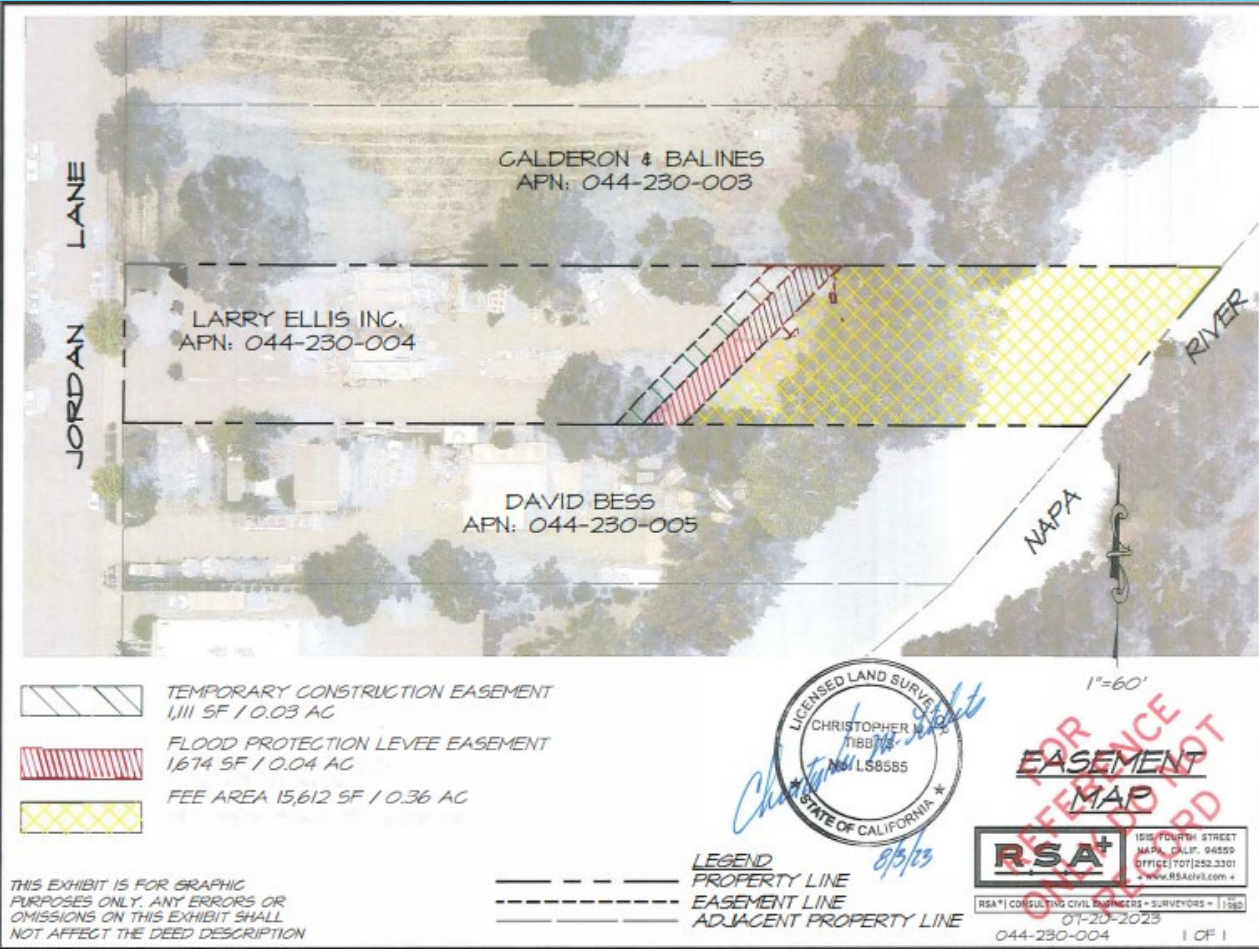 CALDERON & BALINES
APN: 044-230-003
JORDAN LANE
LARRY ELLIS INC.
APN: 044-230-004
RIVER
DAVID BESS
APN: 044-230-005
NAPA
1"=60'
TEMPORARY CONSTRUCTION EASEMENT
1,111 SF / 0.03 AC
FLOOD PROTECTION LEVEE EASEMENT
1,674 SF / 0.04 AC
FEE AREA 15,612 SF / 0.36 AC
LICENSED LAND SURVEYOR
CHRISTOPHER M.
TIBBITS
No. LS8585
STATE OF CALIFORNIA
8/3/23
EASEMENT
MAP
FOR
REFERENCE
ONLY DO NOT
RECORD
RSA+
1515 FOURTH STREET
NAPA, CALIF. 94559
OFFICE|707|252.3301
+ www.RSAcivil.com +
RSA+ | CONSULTING CIVIL ENGINEERS + SURVEYORS + | est. 1980
07-20-2023
044-230-004 1 OF 1
LEGEND
PROPERTY LINE
EASEMENT LINE
ADJACENT PROPERTY LINE
THIS EXHIBIT IS FOR GRAPHIC
PURPOSES ONLY. ANY ERRORS OR
OMISSIONS ON THIS EXHIBIT SHALL
NOT AFFECT THE DEED DESCRIPTION